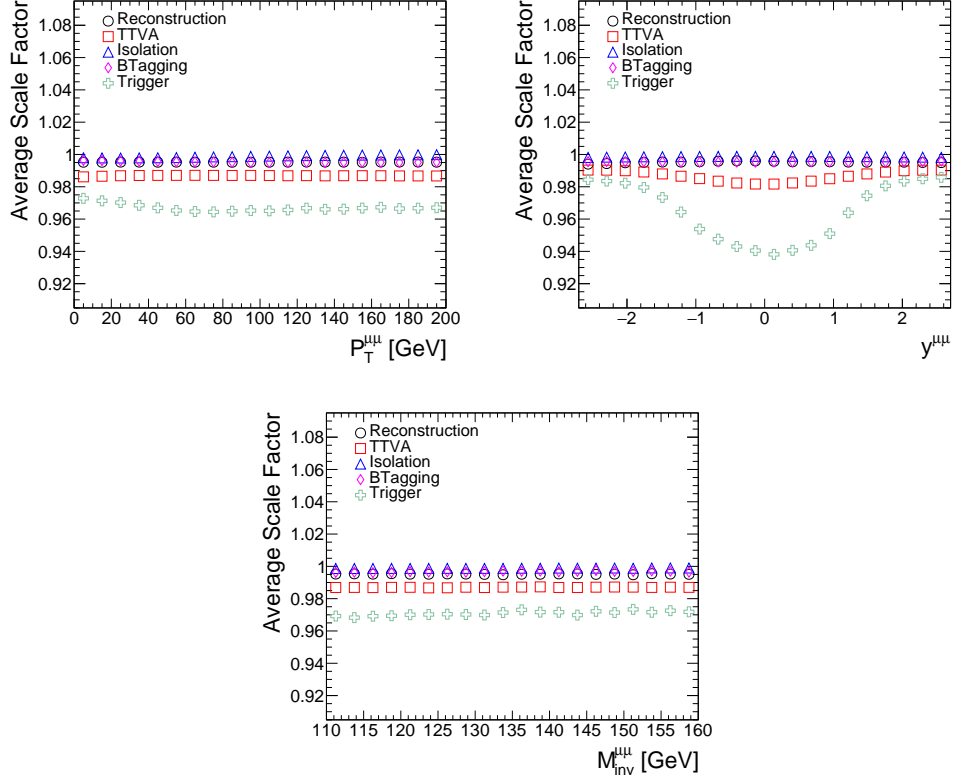 Average Scale Factor
1.08
1.06
1.04
1.02
1
0.98
0.96
0.94
0.92
Reconstruction
TTVA
Isolation
BTagging
Trigger
0 20 40 60 80 100 120 140 160 180 200
P_T^μμ [GeV]
Average Scale Factor
1.08
1.06
1.04
1.02
1
0.98
0.96
0.94
0.92
Reconstruction
TTVA
Isolation
BTagging
Trigger
−2 −1 0 1 2
y^μμ
Average Scale Factor
1.08
1.06
1.04
1.02
1
0.98
0.96
0.94
0.92
Reconstruction
TTVA
Isolation
BTagging
Trigger
110 115 120 125 130 135 140 145 150 155 160
M_inv^μμ [GeV]